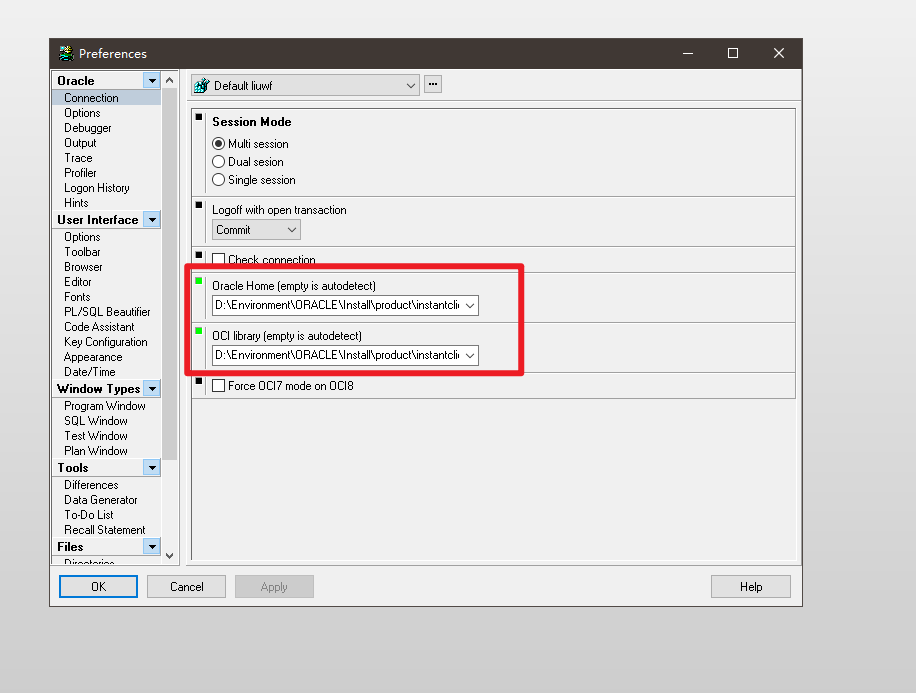 Preferences
Oracle
Connection
Options
Debugger
Output
Trace
Profiler
Logon History
Hints
User Interface
Options
Toolbar
Browser
Editor
Fonts
PL/SQL Beautifier
Code Assistant
Key Configuration
Appearance
Date/Time
Window Types
Program Window
SQL Window
Test Window
Plan Window
Tools
Differences
Data Generator
To-Do List
Recall Statement
Files
Directories
Default liuwf
...
Session Mode
Multi session
Dual sesion
Single session
Logoff with open transaction
Commit
Check connection
Oracle Home (empty is autodetect)
D:\Environment\ORACLE\Install\product\instantcli
OCI library (empty is autodetect)
D:\Environment\ORACLE\Install\product\instantcli
Force OCI7 mode on OCI8
OK
Cancel
Apply
Help